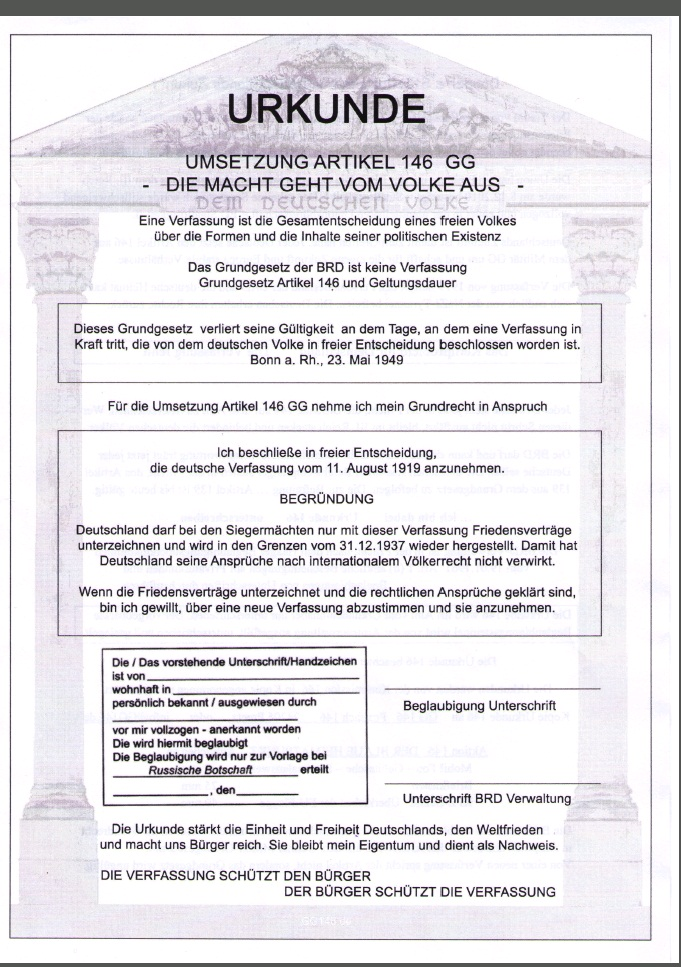 URKUNDE
UMSETZUNG ARTIKEL 146 GG
- DIE MACHT GEHT VOM VOLKE AUS -
DEM DEUTSCHEN VOLKE
Eine Verfassung ist die Gesamtentscheidung eines freien Volkes
über die Formen und die Inhalte seiner politischen Existenz
Das Grundgesetz der BRD ist keine Verfassung
Grundgesetz Artikel 146 und Geltungsdauer
Dieses Grundgesetz verliert seine Gültigkeit an dem Tage, an dem eine Verfassung in
Kraft tritt, die von dem deutschen Volke in freier Entscheidung beschlossen worden ist.
Bonn a. Rh., 23. Mai 1949
Für die Umsetzung Artikel 146 GG nehme ich mein Grundrecht in Anspruch
Ich beschließe in freier Entscheidung,
die deutsche Verfassung vom 11. August 1919 anzunehmen.
BEGRÜNDUNG
Deutschland darf bei den Siegermächten nur mit dieser Verfassung Friedensverträge
unterzeichnen und wird in den Grenzen vom 31.12.1937 wieder hergestellt. Damit hat
Deutschland seine Ansprüche nach internationalem Völkerrecht nicht verwirkt.
Wenn die Friedensverträge unterzeichnet und die rechtlichen Ansprüche geklärt sind,
bin ich gewillt, über eine neue Verfassung abzustimmen und sie anzunehmen.
Die / Das vorstehende Unterschrift/Handzeichen
ist von
wohnhaft in
persönlich bekannt / ausgewiesen durch
vor mir vollzogen - anerkannt worden
Die wird hiermit beglaubigt
Die Beglaubigung wird nur zur Vorlage bei
Russische Botschaft erteilt
, den
Beglaubigung Unterschrift
Unterschrift BRD Verwaltung
Die Urkunde stärkt die Einheit und Freiheit Deutschlands, den Weltfrieden
und macht uns Bürger reich. Sie bleibt mein Eigentum und dient als Nachweis.
DIE VERFASSUNG SCHÜTZT DEN BÜRGER
DER BÜRGER SCHÜTZT DIE VERFASSUNG